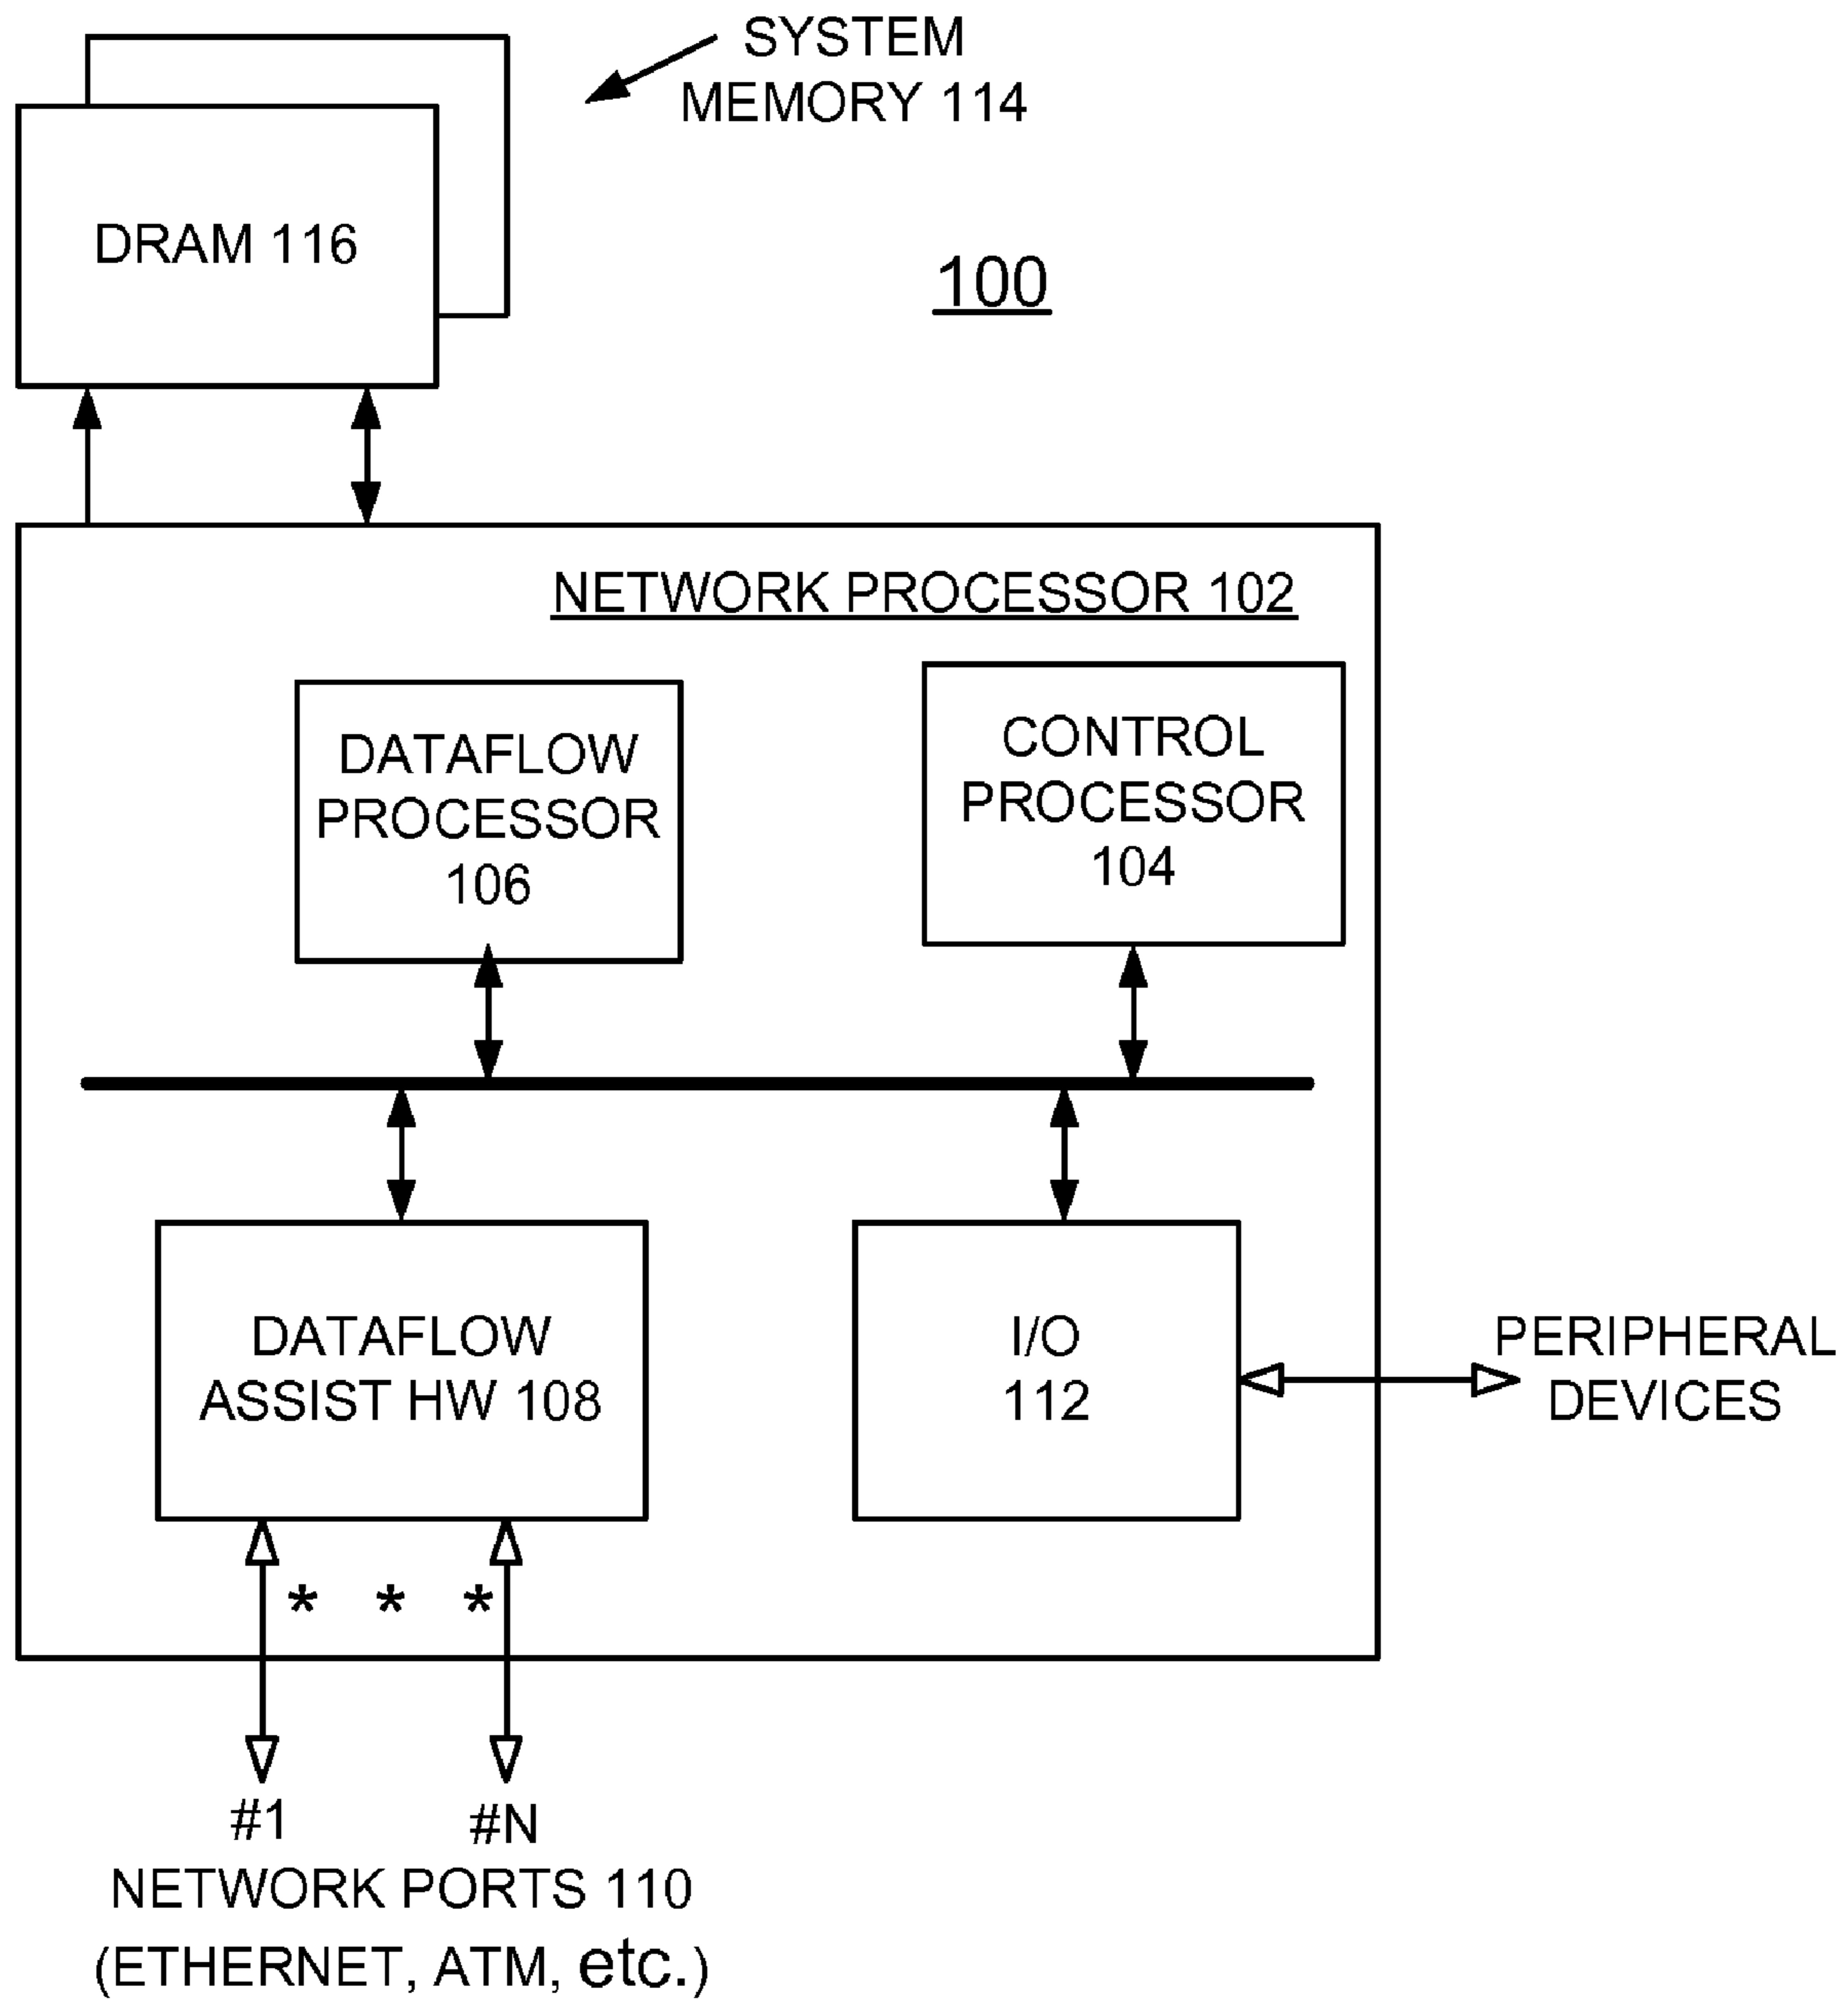 SYSTEM
MEMORY 114
DRAM 116
100
NETWORK PROCESSOR 102
DATAFLOW
PROCESSOR
106
CONTROL
PROCESSOR
104
DATAFLOW
ASSIST HW 108
I/O
112
PERIPHERAL
DEVICES
* * *
#1 #N
NETWORK PORTS 110
(ETHERNET, ATM, etc.)